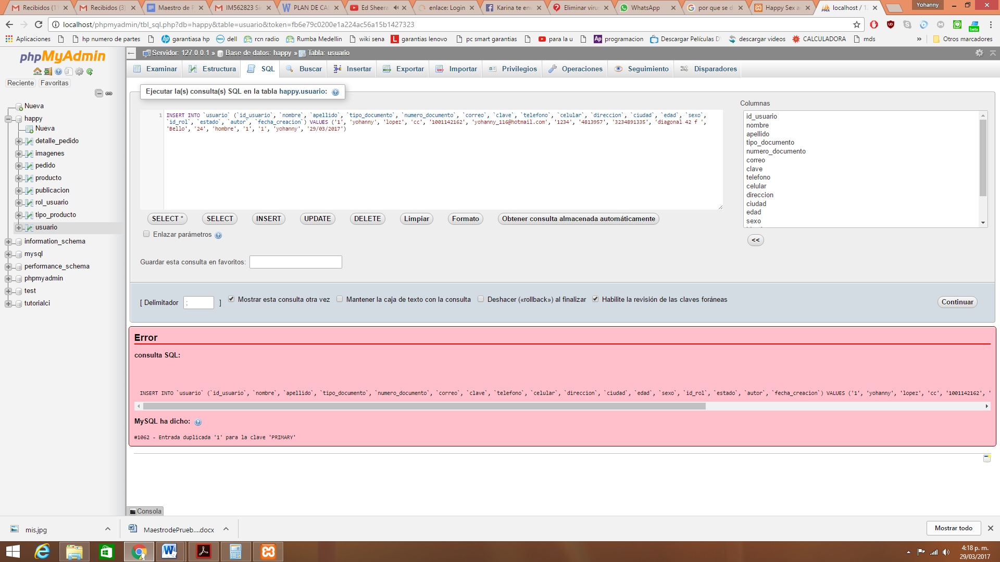 Recibidos (1
Recibidos (3)
Maestro de P
IM562823 Sin
PLAN DE CA
Ed Sheera
enlace: Login
Karina te en
Eliminar virus
WhatsApp
por que se d
Happy Sex a
localhost / 1
Yohanny
localhost/phpmyadmin/tbl_sql.php?db=happy&table=usuario&token=fb6e79c0200e1a224ac56a15b1427323
Aplicaciones
hp numero de partes
garantiasa hp
dell
rcn radio
Rumba Medellin
wiki sena
garantias lenovo
pc smart garantias
para la u
programacion
Descargar Películas D
descargar videos
CALCULADORA
mds
»
Otros marcadores
phpMyAdmin
Reciente
Favoritas
Nueva
happy
Nueva
detalle_pedido
imagenes
pedido
producto
publicacion
rol_usuario
tipo_producto
usuario
information_schema
mysql
performance_schema
phpmyadmin
test
tutorialci
Servidor: 127.0.0.1 » Base de datos: happy » Tabla: usuario
Examinar
Estructura
SQL
Buscar
Insertar
Exportar
Importar
Privilegios
Operaciones
Seguimiento
Disparadores
Ejecutar la(s) consulta(s) SQL en la tabla happy.usuario:
1 INSERT INTO `usuario` (`id_usuario`, `nombre`, `apellido`, `tipo_documento`, `numero_documento`, `correo`, `clave`, `telefono`, `celular`, `direccion`, `ciudad`, `edad`, `sexo`,
`id_rol`, `estado`, `autor`, `fecha_creacion`) VALUES ('1', 'yohanny', 'lopez', 'cc', '1001142162', 'yohanny_116@hotmail.com', '1234', '4813957', '3234891335', 'diagonal 42 f ',
'Bello', '24', 'hombre', '1', '1', 'yohanny', '29/03/2017')
Columnas
id_usuario
nombre
apellido
tipo_documento
numero_documento
correo
clave
telefono
celular
direccion
ciudad
edad
sexo
<<
SELECT *
SELECT
INSERT
UPDATE
DELETE
Limpiar
Formato
Obtener consulta almacenada automáticamente
Enlazar parámetros
Guardar esta consulta en favoritos:
[ Delimitador ; ]
Mostrar esta consulta otra vez
Mantener la caja de texto con la consulta
Deshacer («rollback») al finalizar
Habilite la revisión de las claves foráneas
Continuar
Error
consulta SQL:
INSERT INTO `usuario` (`id_usuario`, `nombre`, `apellido`, `tipo_documento`, `numero_documento`, `correo`, `clave`, `telefono`, `celular`, `direccion`, `ciudad`, `edad`, `sexo`, `id_rol`, `estado`, `autor`, `fecha_creacion`) VALUES ('1', 'yohanny', 'lopez', 'cc', '1001142162', '
MySQL ha dicho:
#1062 - Entrada duplicada '1' para la clave 'PRIMARY'
Consola
mis.jpg
MaestrodePrueb....docx
Mostrar todo
4:18 p. m.
29/03/2017